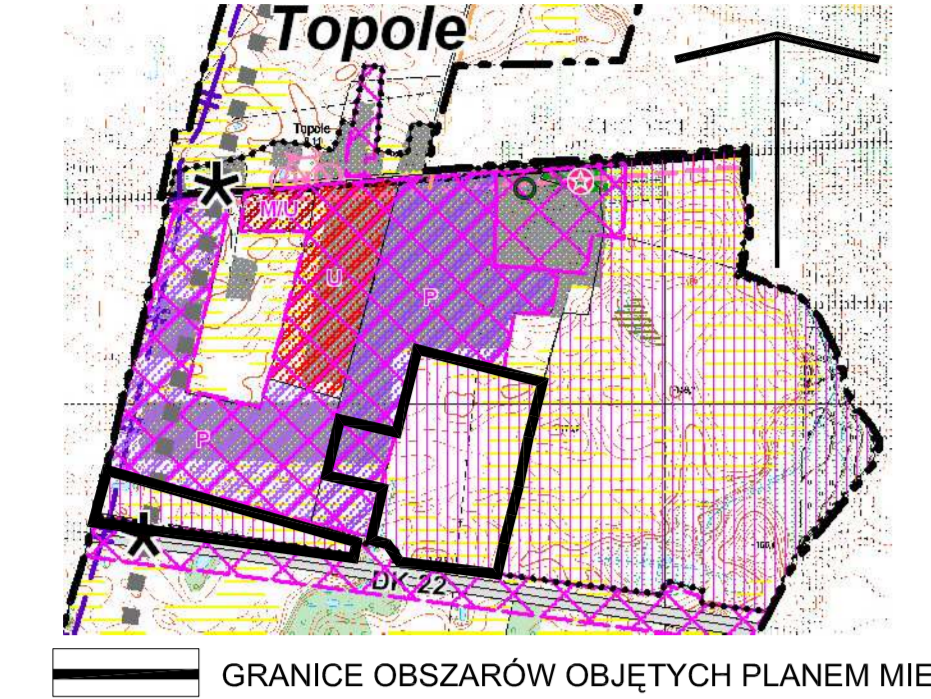 Topole
Topole
M/U
U
P
P
DK 22
GRANICE OBSZARÓW OBJĘTYCH PLANEM MIE